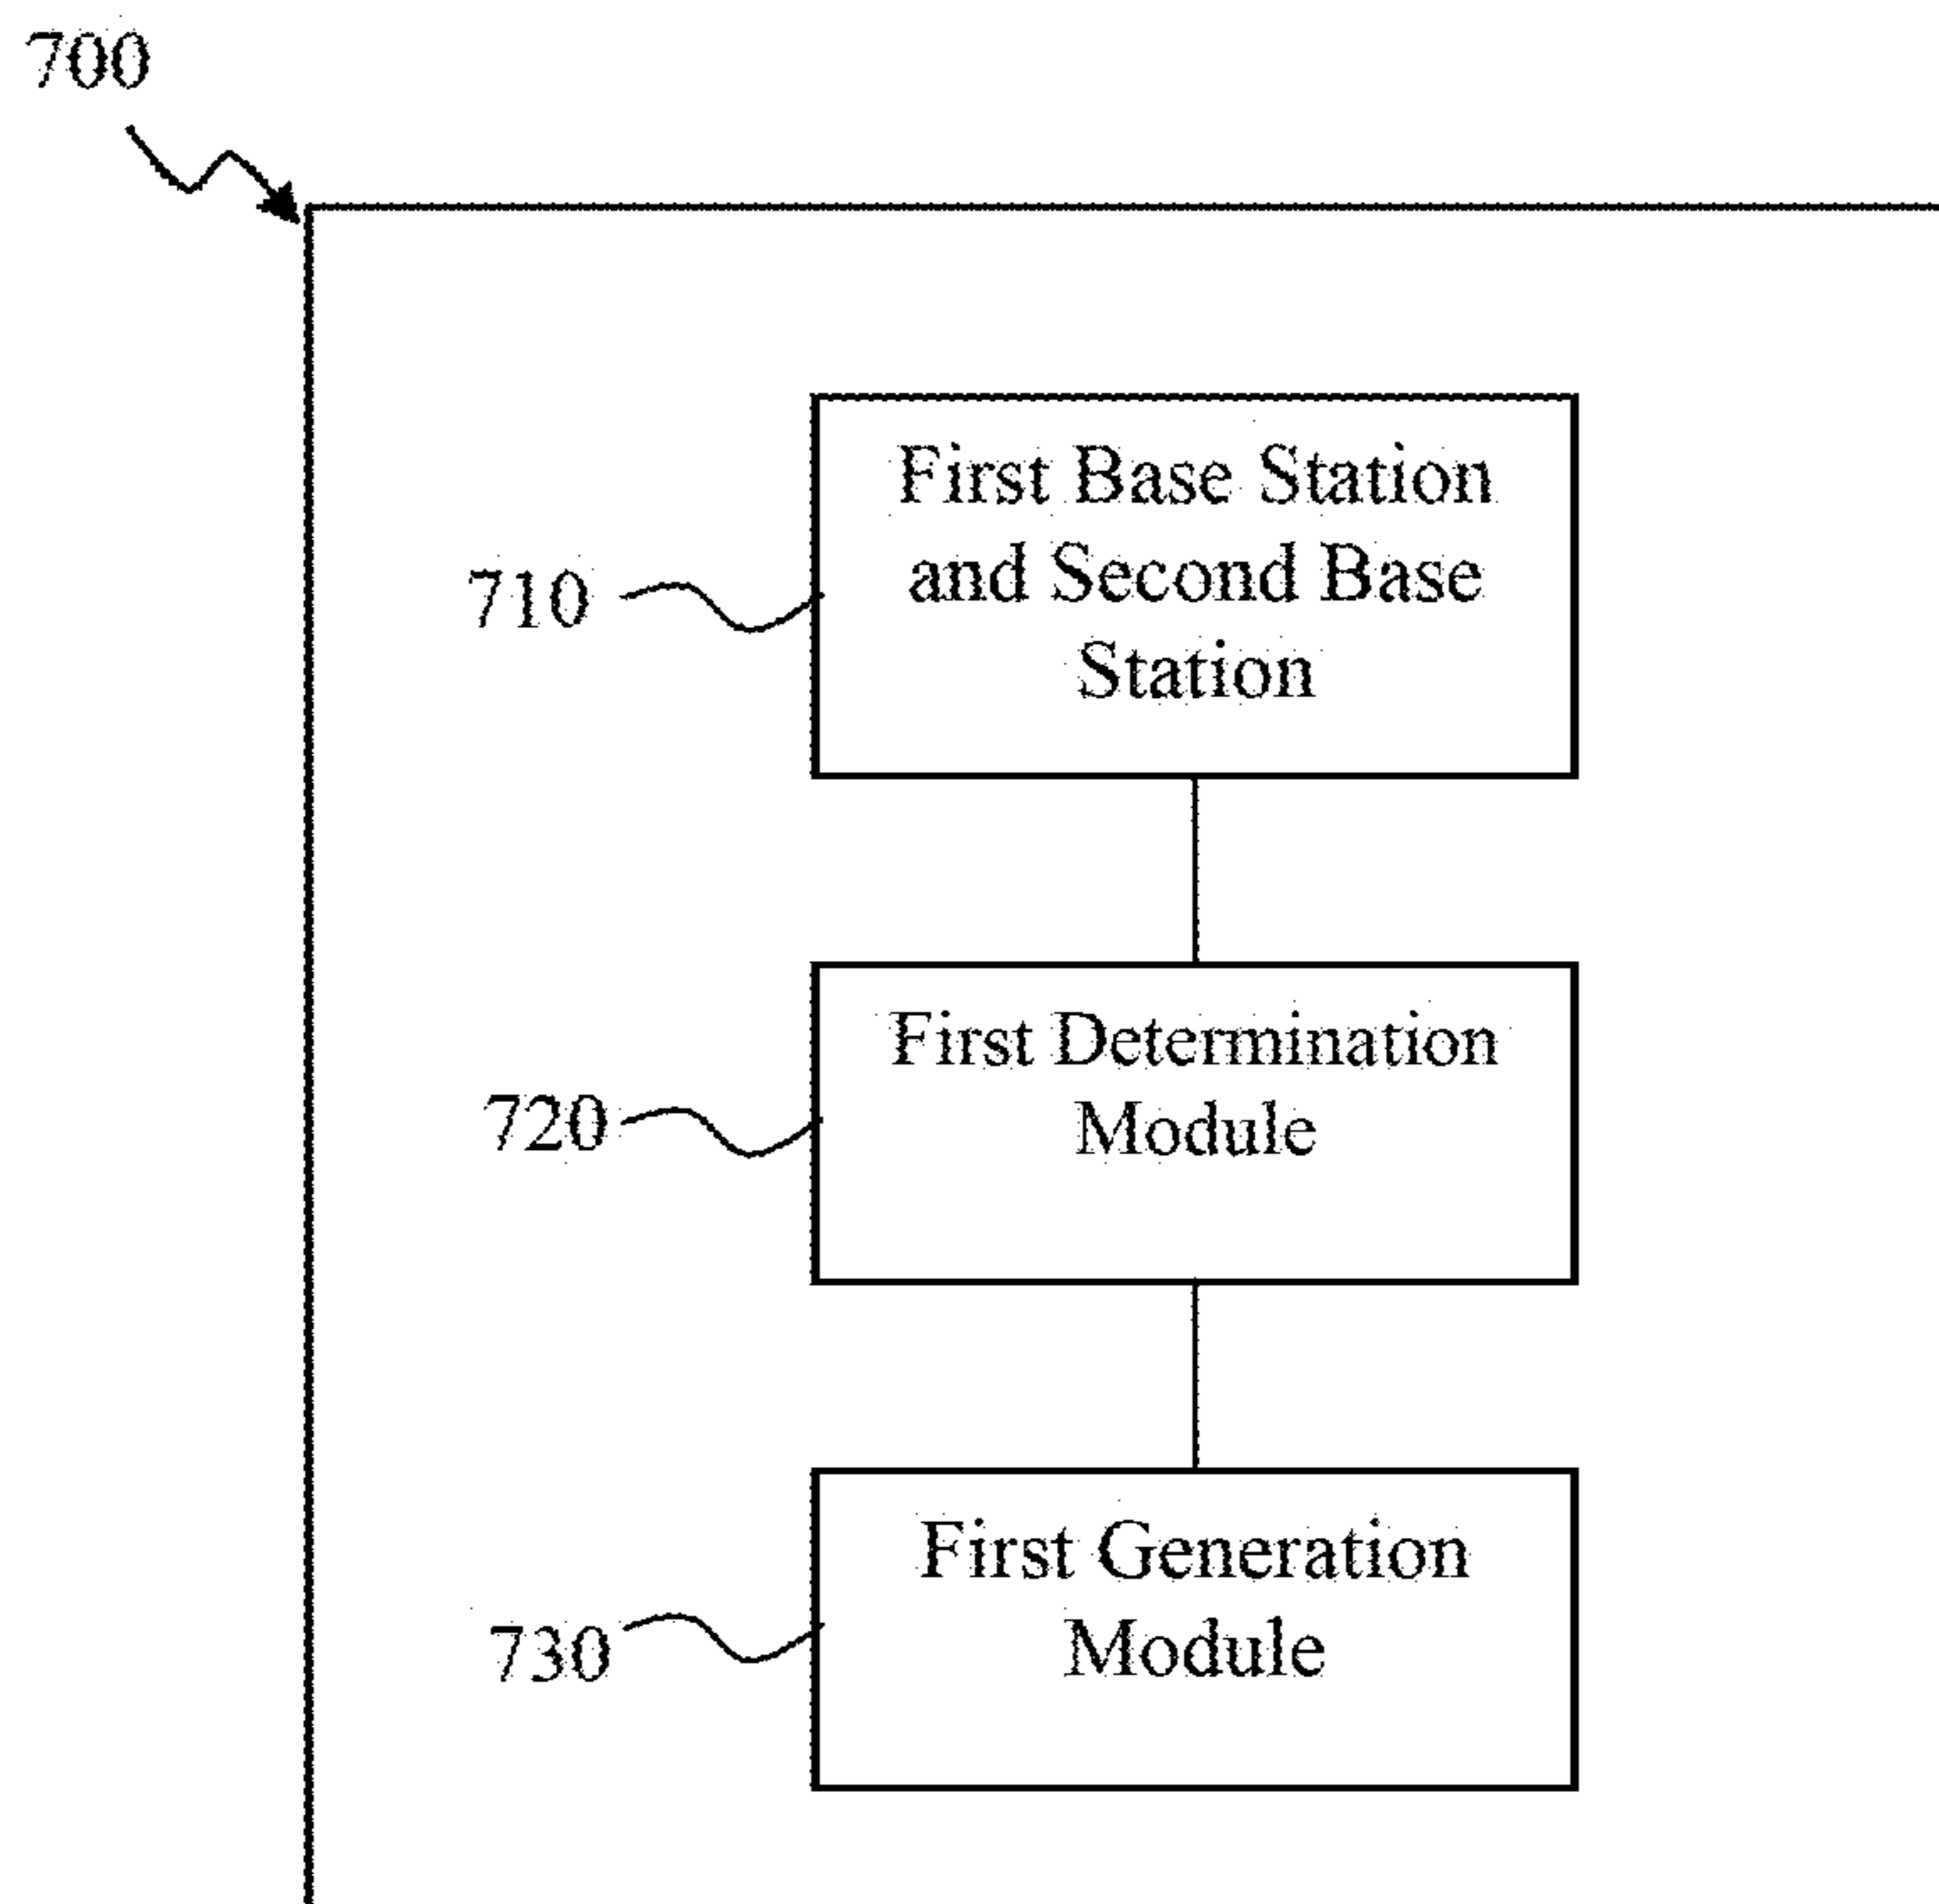 700
First Base Station
and Second Base
Station
710
First Determination
Module
720
First Generation
Module
730